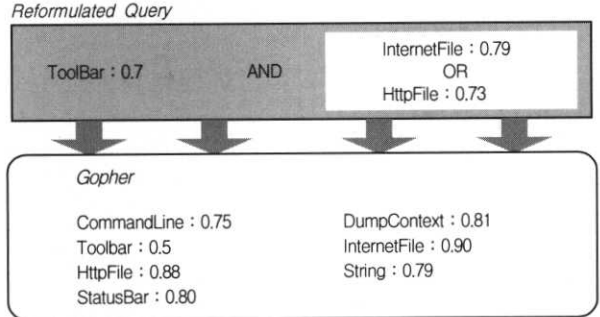 Reformulated Query
InternetFile : 0.79
ToolBar : 0.7 AND OR
HttpFile : 0.73
Gopher
CommandLine : 0.75 DumpContext : 0.81
Toolbar : 0.5 InternetFile : 0.90
HttpFile : 0.88 String : 0.79
StatusBar : 0.80